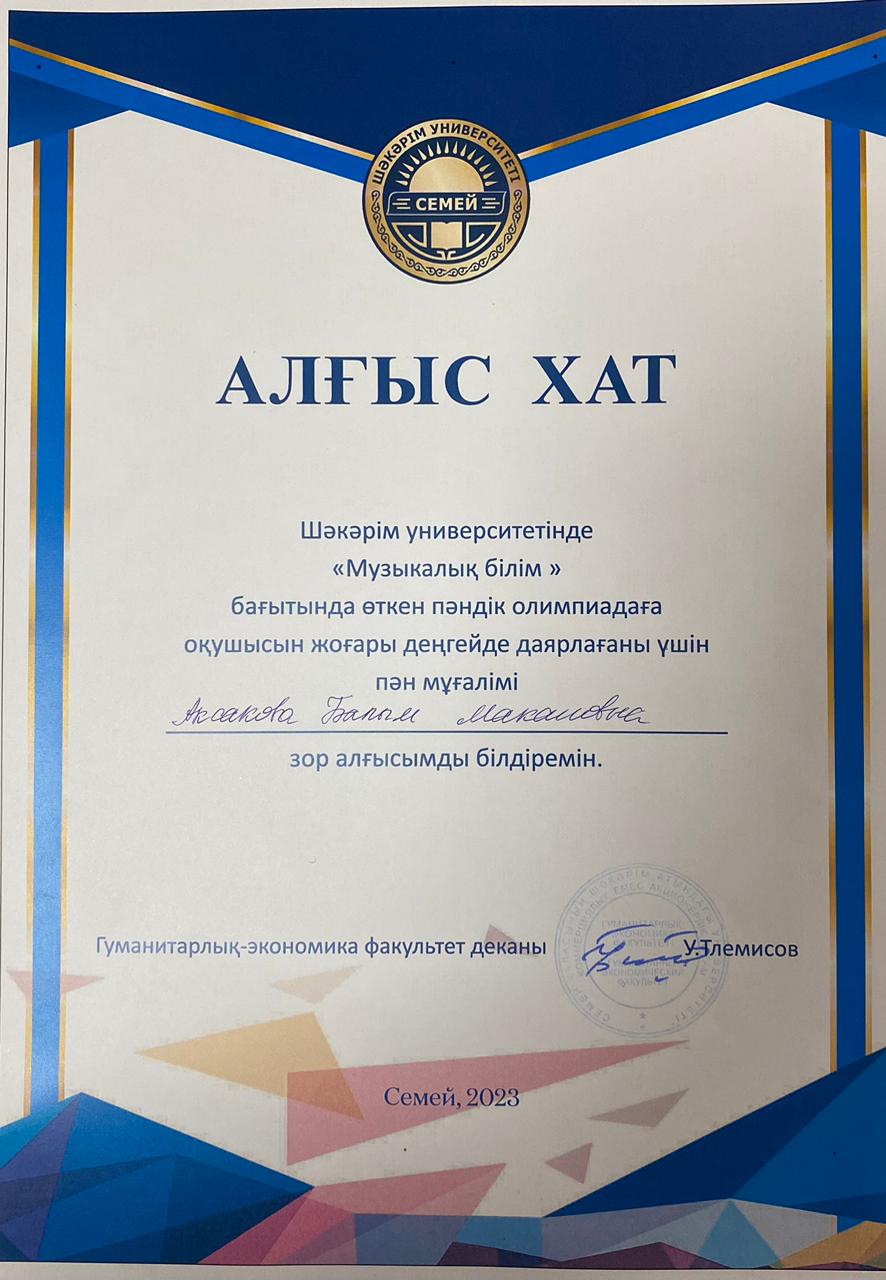 ШӘКӘРІМ УНИВЕРСИТЕТІ
СЕМЕЙ
АЛҒЫС ХАТ
Шәкәрім университетінде
«Музыкалық білім »
бағытында өткен пәндік олимпиадаға
оқушысын жоғары деңгейде даярлағаны үшін
пән мұғалімі
Аксакова Бапым Макановна
зор алғысымды білдіремін.
Гуманитарлық-экономика факультет деканы
У.Тлемисов
Семей, 2023